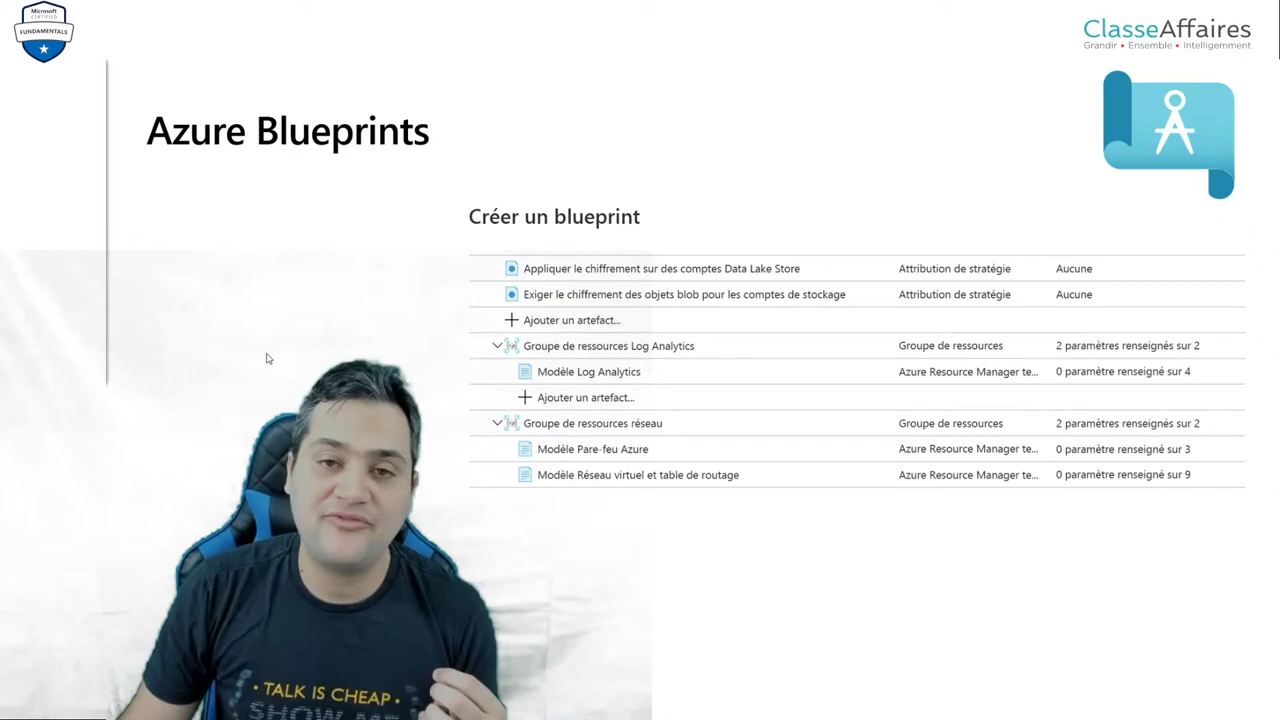 Microsoft
CERTIFIED
FUNDAMENTALS
ClasseAffaires
Grandir • Ensemble • Intelligemment
Azure Blueprints
Créer un blueprint
Appliquer le chiffrement sur des comptes Data Lake Store Attribution de stratégie Aucune
Exiger le chiffrement des objets blob pour les comptes de stockage Attribution de stratégie Aucune
Ajouter un artefact...
Groupe de ressources Log Analytics Groupe de ressources 2 paramètres renseignés sur 2
Modèle Log Analytics Azure Resource Manager te... 0 paramètre renseigné sur 4
Ajouter un artefact...
Groupe de ressources réseau Groupe de ressources 2 paramètres renseignés sur 2
Modèle Pare-feu Azure Azure Resource Manager te... 0 paramètre renseigné sur 3
Modèle Réseau virtuel et table de routage Azure Resource Manager te... 0 paramètre renseigné sur 9
• TALK IS CHEAP •
SHOW ME